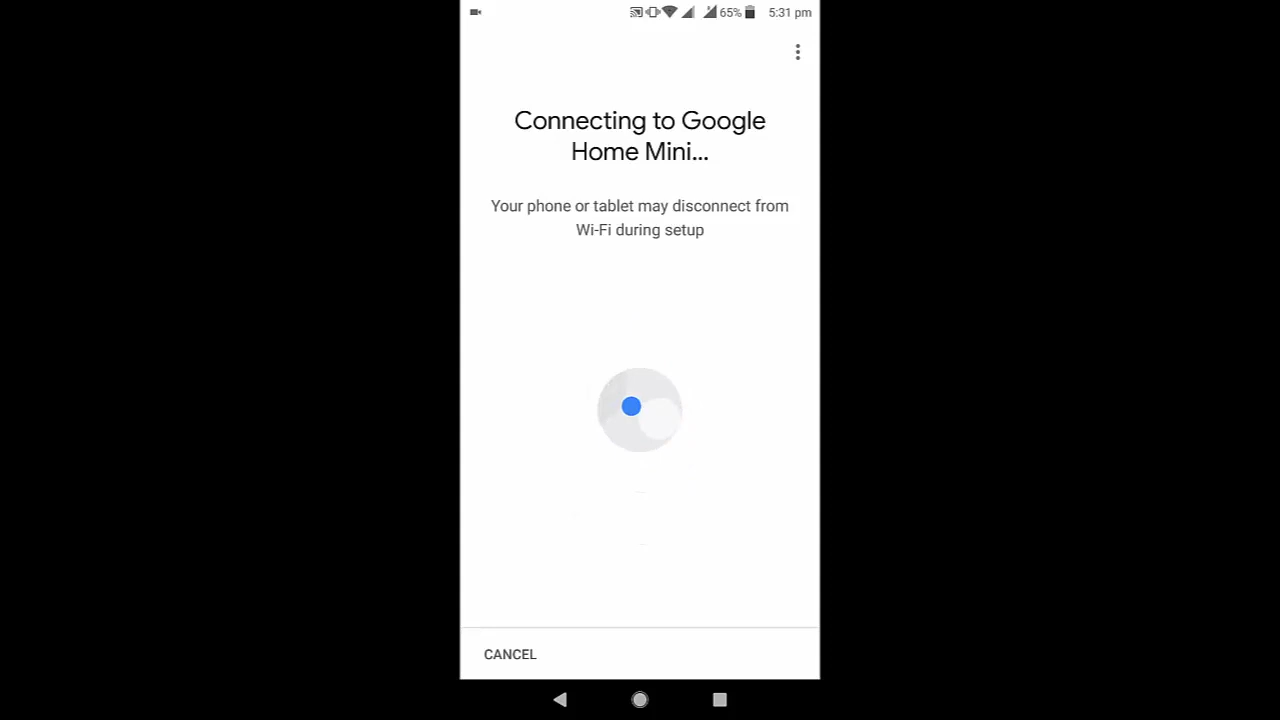 65% 5:31 pm
Connecting to Google
Home Mini...
Your phone or tablet may disconnect from
Wi-Fi during setup
CANCEL